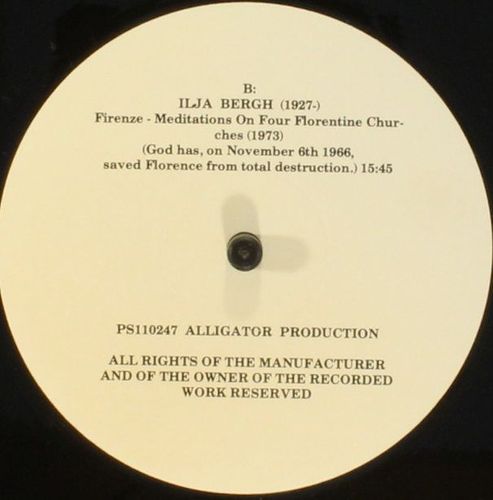 B:
ILJA BERGH (1927-)
Firenze - Meditations On Four Florentine Chur-
ches (1973)
(God has, on November 6th 1966,
saved Florence from total destruction.) 15:45
PS110247 ALLIGATOR PRODUCTION
ALL RIGHTS OF THE MANUFACTURER
AND OF THE OWNER OF THE RECORDED
WORK RESERVED